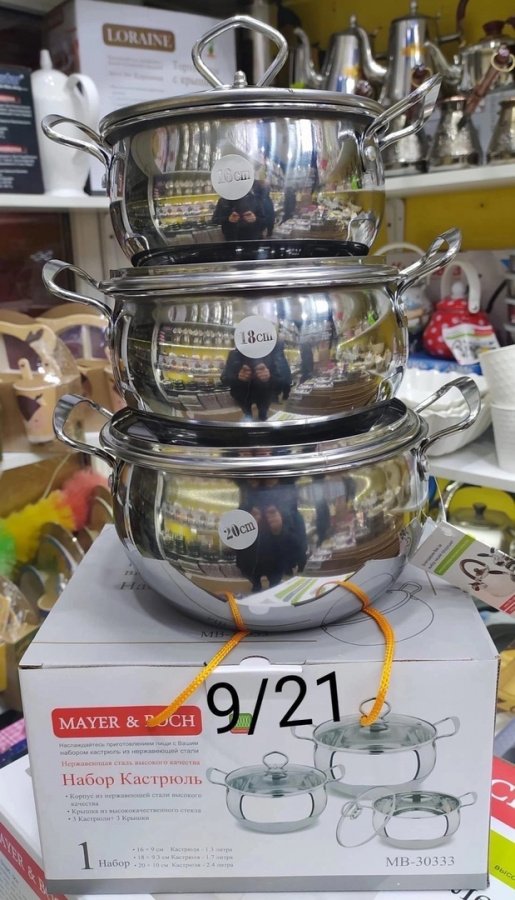 LORAINE
16cm
18cm
20cm
MB-30333
9/21
MAYER & BOCH
Наслаждайтесь приготовлением пищи с Вашим
набором кастрюль из нержавеющей стали
Нержавеющая сталь высокого качества
Набор Кастрюль
• Корпус из нержавеющей стали высокого
качества
• Крышка из высококачественного стекла
• 3 Кастрюли+ 3 Крышки
1 Набор
• 16 × 9 см Кастрюля - 1.3 литра
• 18 × 9.3 см Кастрюля - 1.7 литра
• 20 × 10 см Кастрюля - 2.4 литра
MB-30333